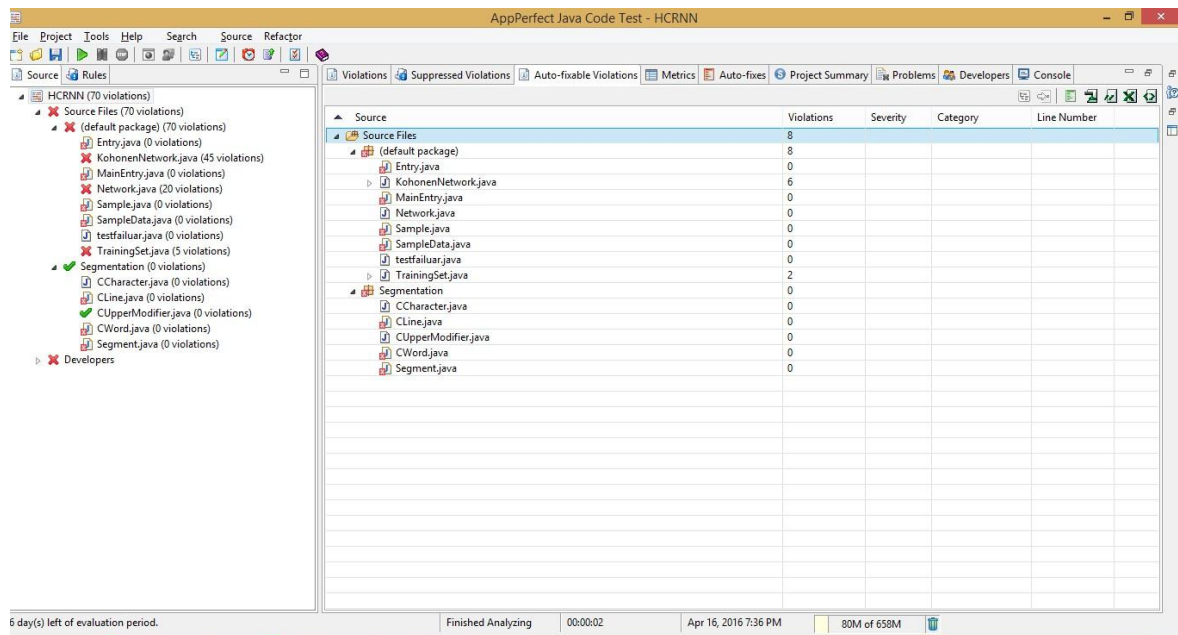 AppPerfect Java Code Test - HCRNN
File Project Tools Help Search Source Refactor
Source Rules
HCRNN (70 violations)
Source Files (70 violations)
(default package) (70 violations)
Entry.java (0 violations)
KohonenNetwork.java (45 violations)
MainEntry.java (0 violations)
Network.java (20 violations)
Sample.java (0 violations)
SampleData.java (0 violations)
testfailuar.java (0 violations)
TrainingSet.java (5 violations)
Segmentation (0 violations)
CCharacter.java (0 violations)
CLine.java (0 violations)
CUpperModifier.java (0 violations)
CWord.java (0 violations)
Segment.java (0 violations)
Developers
Violations Suppressed Violations Auto-fixable Violations Metrics Auto-fixes Project Summary Problems Developers Console
Source Violations Severity Category Line Number
Source Files 8
(default package) 8
Entry.java 0
KohonenNetwork.java 6
MainEntry.java 0
Network.java 0
Sample.java 0
SampleData.java 0
testfailuar.java 0
TrainingSet.java 2
Segmentation 0
CCharacter.java 0
CLine.java 0
CUpperModifier.java 0
CWord.java 0
Segment.java 0
6 day(s) left of evaluation period. Finished Analyzing 00:00:02 Apr 16, 2016 7:36 PM 80M of 658M